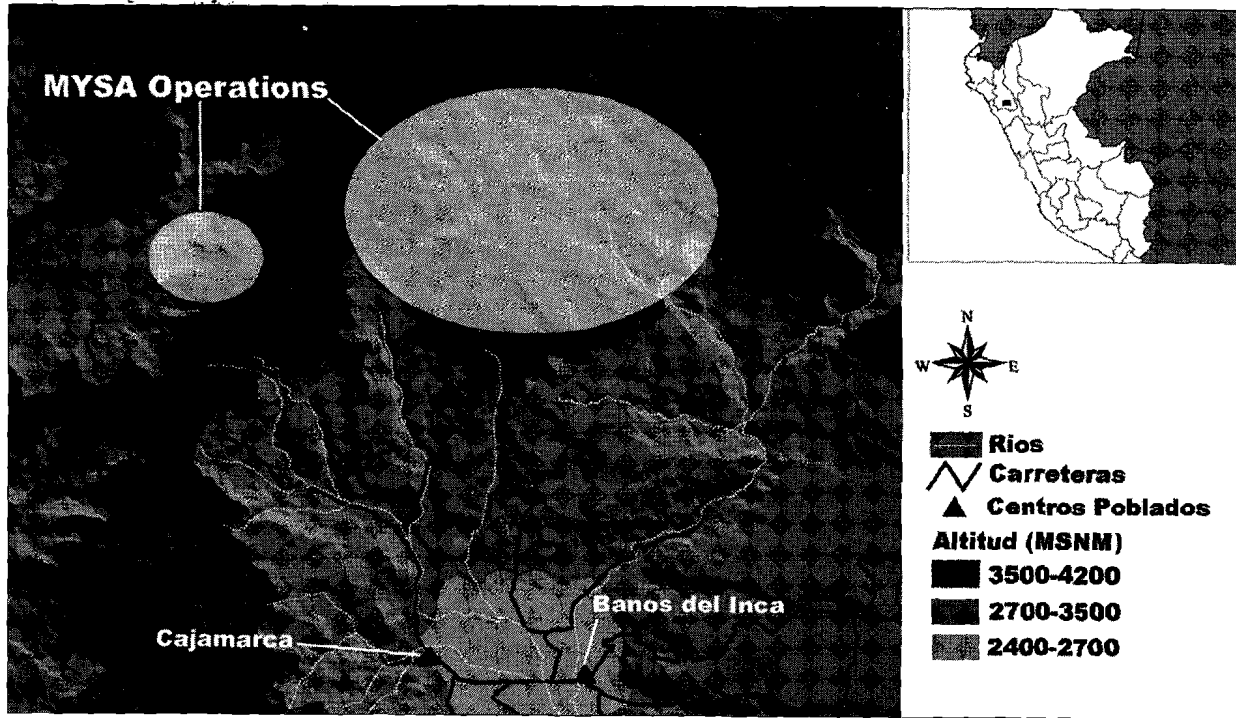 MYSA Operations
Banos del Inca
Cajamarca
N
W E
S
Rios
Carreteras
Centros Poblados
Altitud (MSNM)
3500-4200
2700-3500
2400-2700